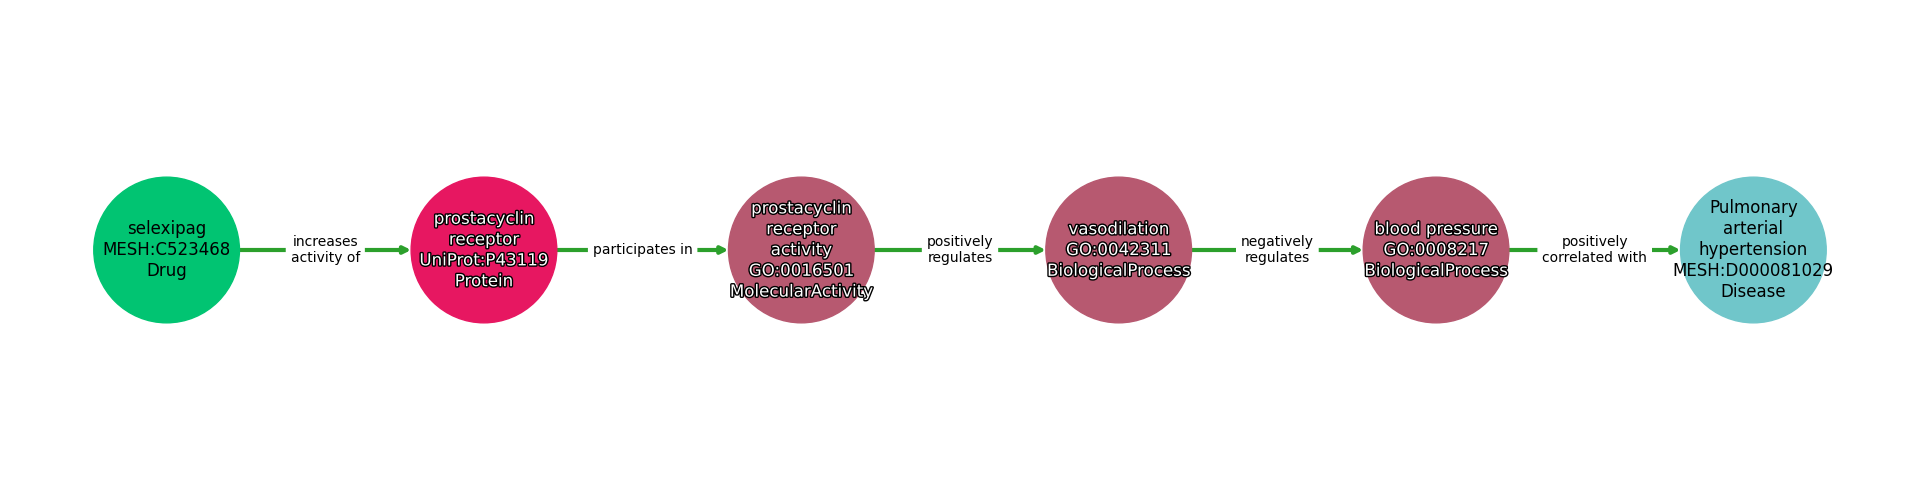 selexipag
MESH:C523468
Drug
increases
activity of
prostacyclin
receptor
UniProt:P43119
Protein
participates in
prostacyclin
receptor
activity
GO:0016501
MolecularActivity
positively
regulates
vasodilation
GO:0042311
BiologicalProcess
negatively
regulates
blood pressure
GO:0008217
BiologicalProcess
positively
correlated with
Pulmonary
arterial
hypertension
MESH:D000081029
Disease